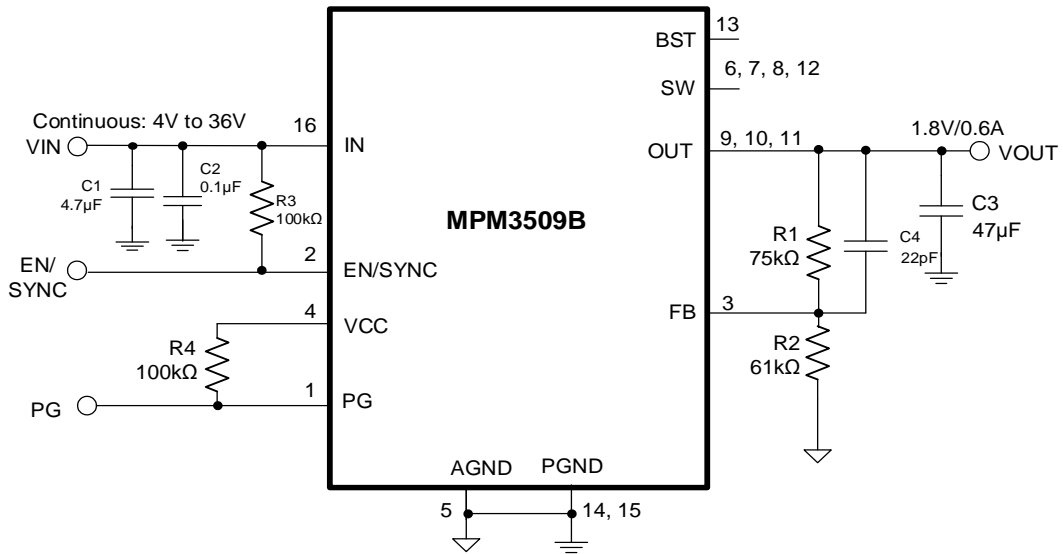 13
BST
6, 7, 8, 12
SW
Continuous: 4V to 36V
VIN
16
IN
OUT
9, 10, 11
1.8V/0.6A
VOUT
C1
4.7µF
C2
0.1µF
R3
100kΩ
MPM3509B
R1
75kΩ
C4
22pF
C3
47µF
EN/
SYNC
2
EN/SYNC
4
VCC
FB
3
R4
100kΩ
R2
61kΩ
PG
1
PG
AGND
PGND
5
14, 15